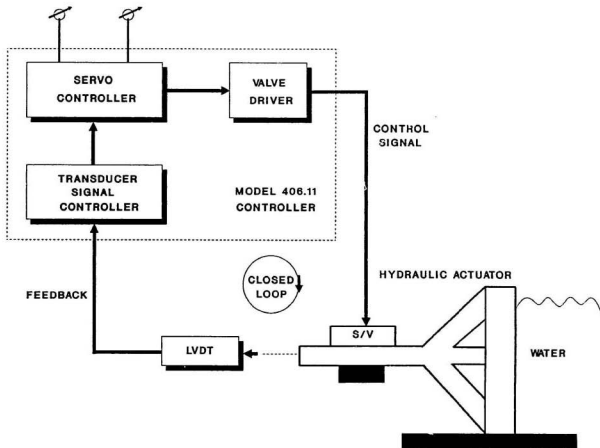 SERVO
CONTROLLER
VALVE
DRIVER
CONTHOL
SIGNAL
TRANSDUCER
SIGNAL
CONTROLLER
MODEL 406.11
CONTROLLER
FEEDBACK
CLOSED
LOOP
HYDRAULIC ACTUATOR
S/V
LVDT
WATER